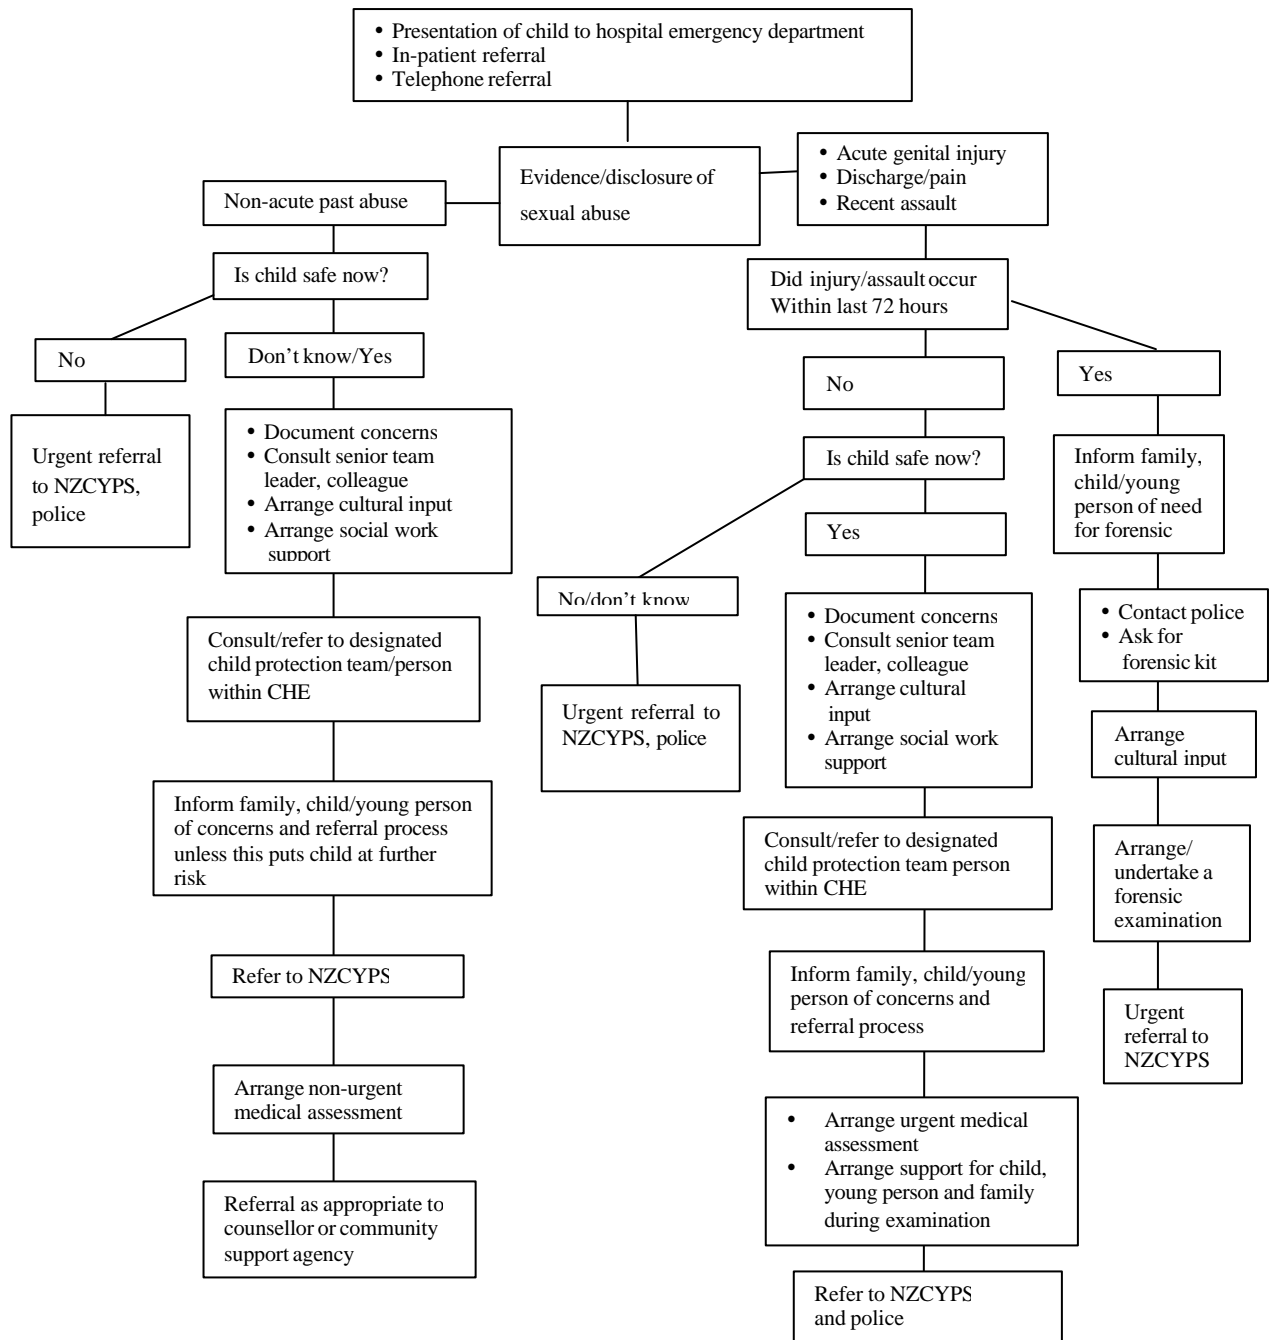 • Presentation of child to hospital emergency department
• In-patient referral
• Telephone referral
Evidence/disclosure of
sexual abuse
Non-acute past abuse
Is child safe now?
No
Urgent referral
to NZCYPS,
police
Don’t know/Yes
• Document concerns
• Consult senior team
leader, colleague
• Arrange cultural input
• Arrange social work
support
Consult/refer to designated
child protection team/person
within CHE
Inform family, child/young person
of concerns and referral process
unless this puts child at further
risk
Refer to NZCYPS
Arrange non-urgent
medical assessment
Referral as appropriate to
counsellor or community
support agency
• Acute genital injury
• Discharge/pain
• Recent assault
Did injury/assault occur
Within last 72 hours
No
Is child safe now?
No/don’t know
Urgent referral to
NZCYPS, police
Yes
• Document concerns
• Consult senior team
leader, colleague
• Arrange cultural
input
• Arrange social work
support
Consult/refer to designated
child protection team person
within CHE
Inform family, child/young
person of concerns and
referral process
• Arrange urgent medical
assessment
• Arrange support for child,
young person and family
during examination
Refer to NZCYPS
and police
Yes
Inform family,
child/young
person of need
for forensic
• Contact police
• Ask for
forensic kit
Arrange
cultural input
Arrange/
undertake a
forensic
examination
Urgent
referral to
NZCYPS